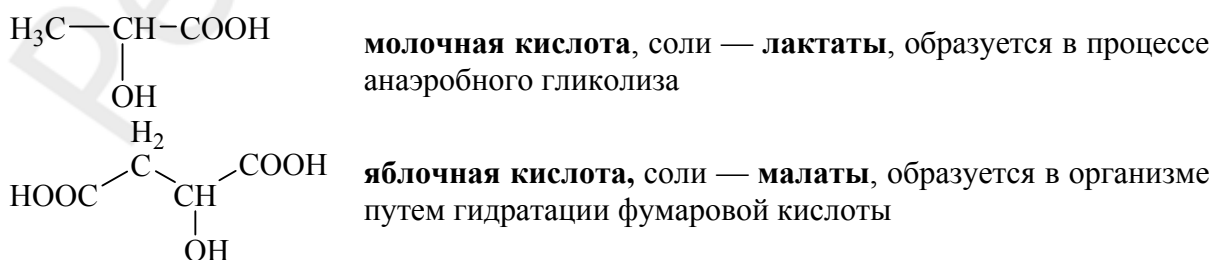 H₃C—CH—COOH
OH
молочная кислота, соли — лактаты, образуется в процессе
анаэробного гликолиза
H₂
C
HOOC CH COOH
OH
яблочная кислота, соли — малаты, образуется в организме
путем гидратации фумаровой кислоты